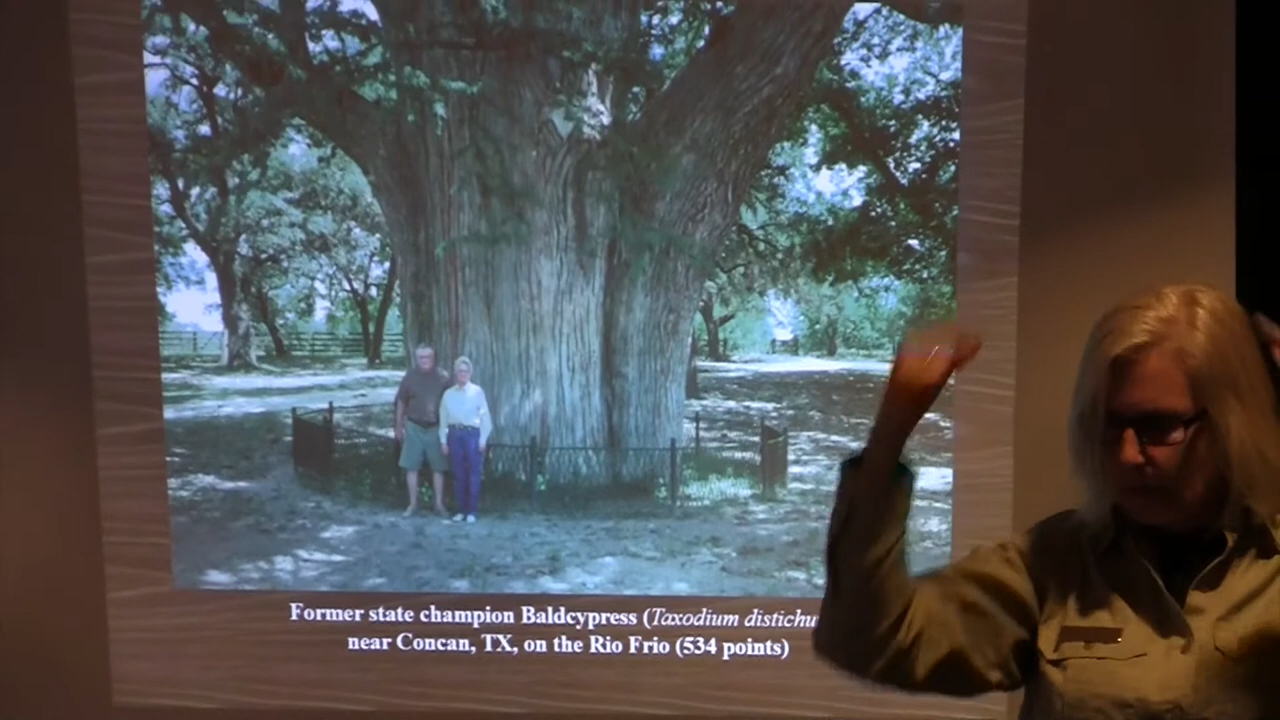 Former state champion Baldcypress (Taxodium distichu
near Concan, TX, on the Rio Frio (534 points)